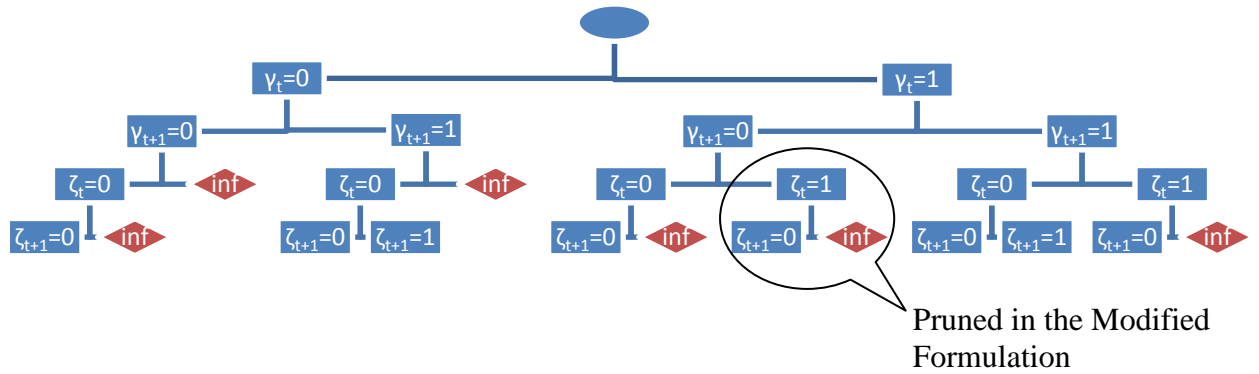 γt=0 γt+1=0 γt+1=1 γt=1
γt+1=0 γt+1=1
ζt=0 inf ζt=0 inf ζt=0 ζt=1 ζt=0 ζt=1
ζt+1=0 inf ζt+1=0 ζt+1=1 ζt+1=0 inf ζt+1=0 inf ζt+1=0 ζt+1=1 ζt+1=0 inf
Pruned in the Modified
Formulation